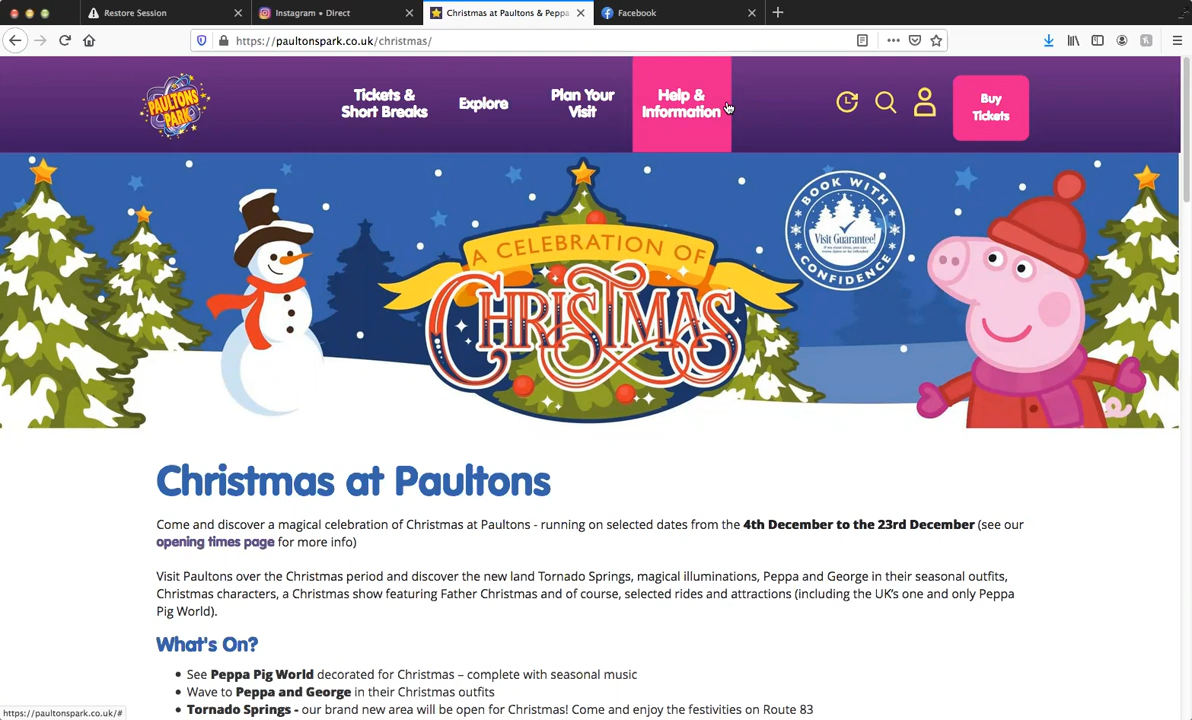 Restore Session
Instagram • Direct
Christmas at Paultons & Peppa
Facebook
https://paultonspark.co.uk/christmas/
PAULTONS PARK
Tickets & Short Breaks
Explore
Plan Your Visit
Help & Information
Buy Tickets
BOOK WITH
Visit Guarantee!
CONFIDENCE
A CELEBRATION OF
CHRISTMAS
Christmas at Paultons
Come and discover a magical celebration of Christmas at Paultons - running on selected dates from the 4th December to the 23rd December (see our
opening times page for more info)
Visit Paultons over the Christmas period and discover the new land Tornado Springs, magical illuminations, Peppa and George in their seasonal outfits,
Christmas characters, a Christmas show featuring Father Christmas and of course, selected rides and attractions (including the UK's one and only Peppa
Pig World).
What's On?
• See Peppa Pig World decorated for Christmas – complete with seasonal music
• Wave to Peppa and George in their Christmas outfits
• Tornado Springs - our brand new area will be open for Christmas! Come and enjoy the festivities on Route 83
https://paultonspark.co.uk/#